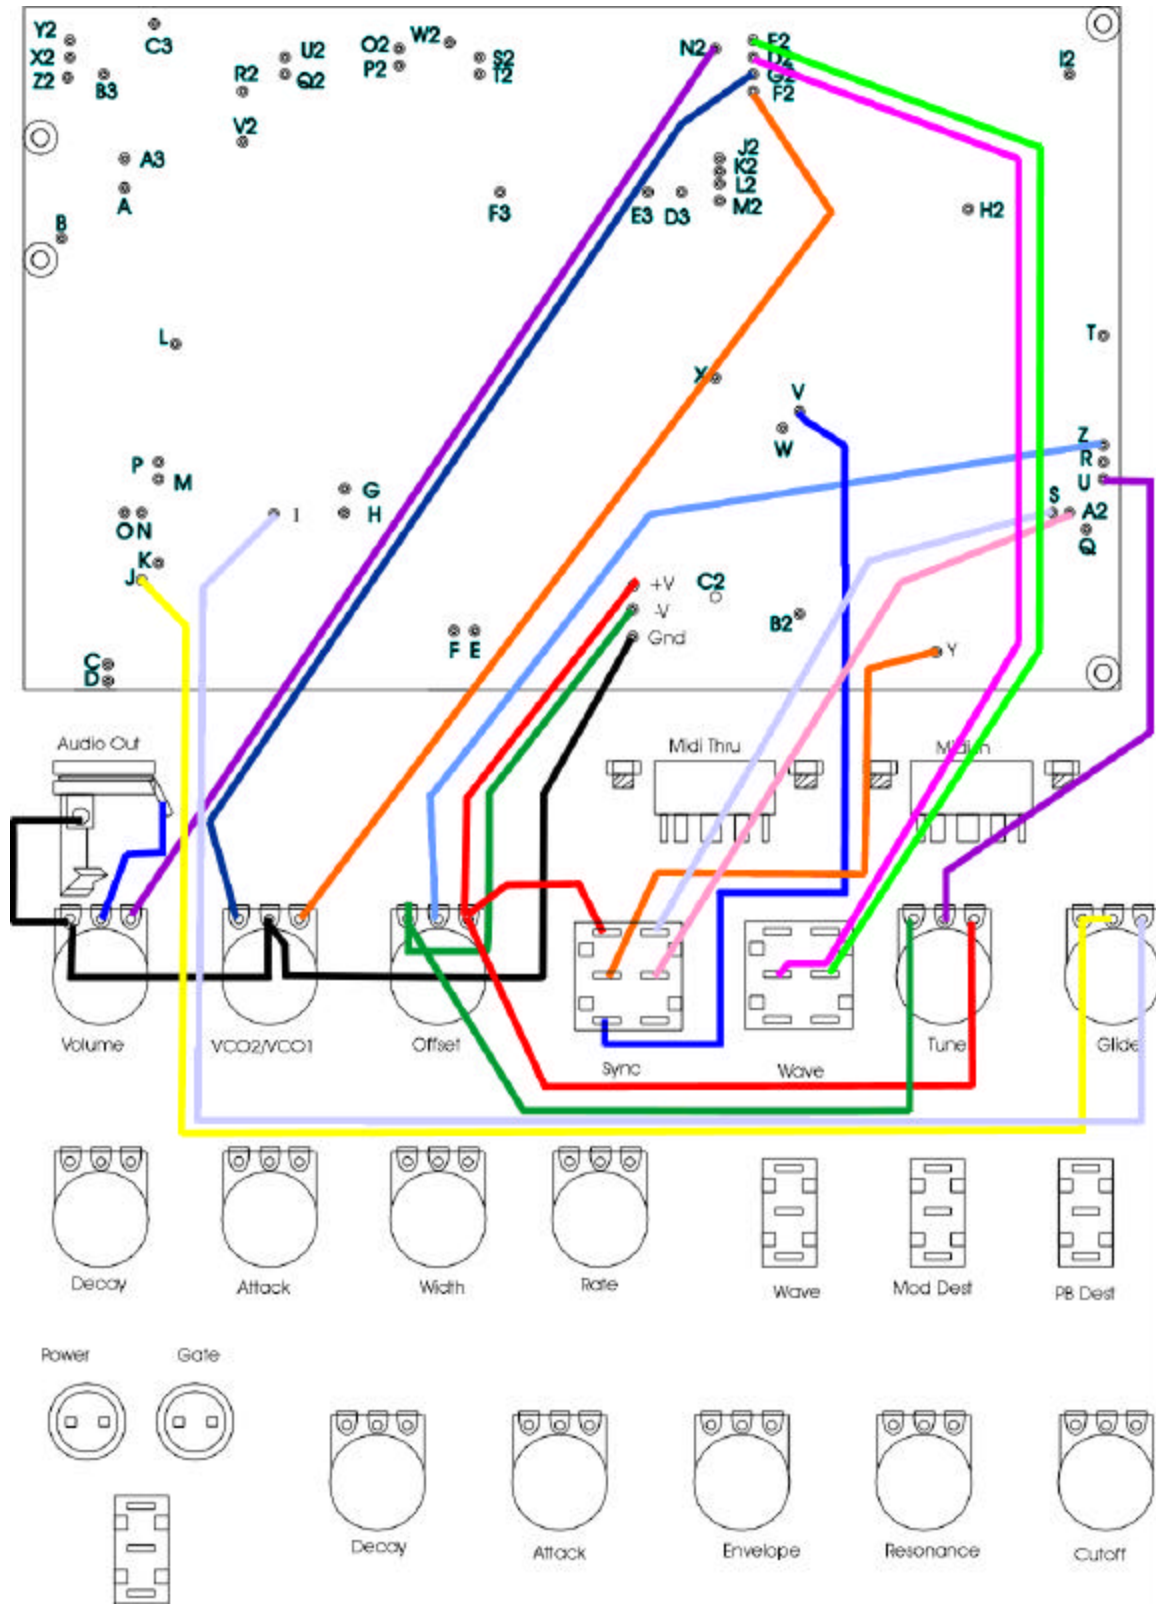 Y2
C3
U2
O2
W2
N2
E2
X2
P2
S2
D2
I2
Z2
B3
R2
Q2
T2
G2
F2
V2
A3
J2
K2
L2
A
F3
E3
D3
M2
H2
B
L
T
X
V
W
Z
P
M
G
R
U
O
N
I
H
S
A2
Q
K
J
+V
C2
-V
B2
F
E
Gnd
Y
C
D
Audio Out
Midi Thru
Midi In
Volume
VCO2/VCO1
Offset
Sync
Wave
Tune
Glide
Decay
Attack
Width
Rate
Wave
Mod Dest
PB Dest
Power
Gate
Decay
Attack
Envelope
Resonance
Cutoff